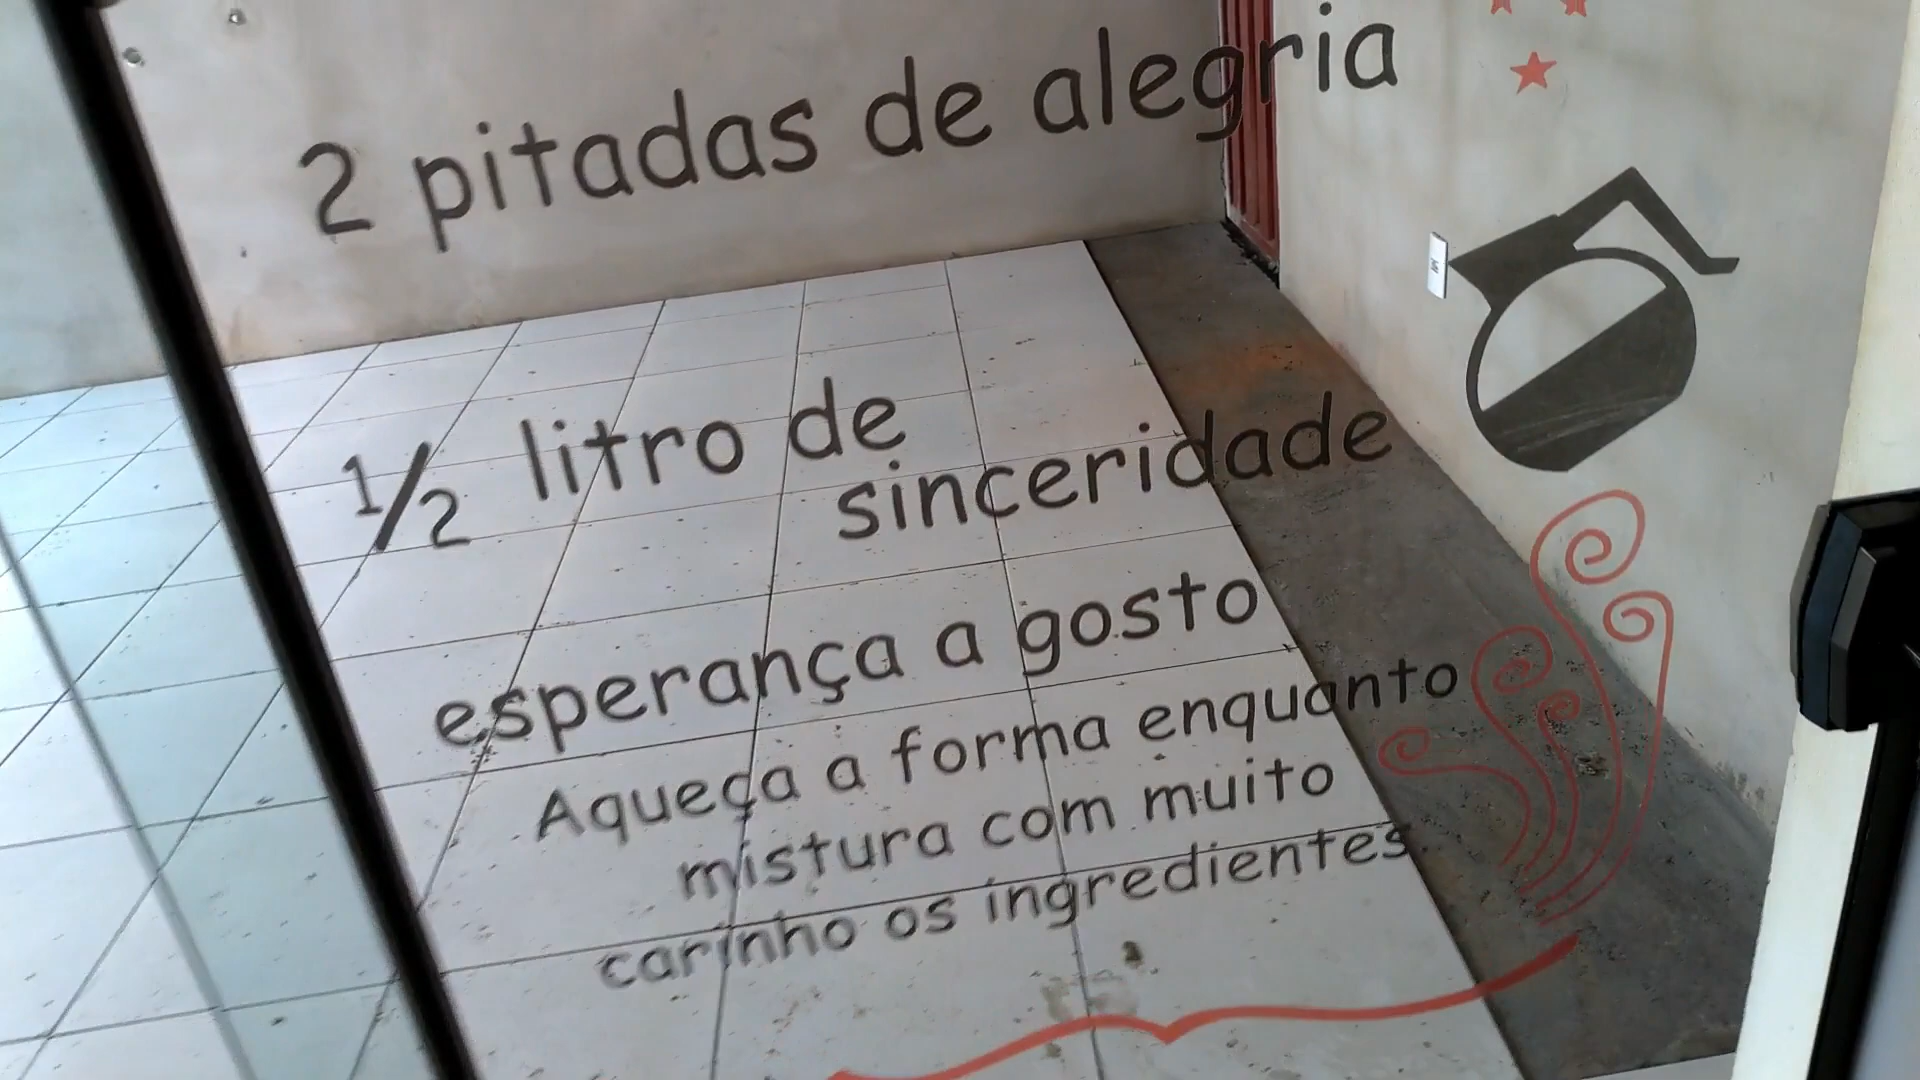 2 pitadas de alegria
1/2 litro de
sinceridade
esperança a gosto
Aqueça a forma enquanto
mistura com muito
carinho os ingredientes.